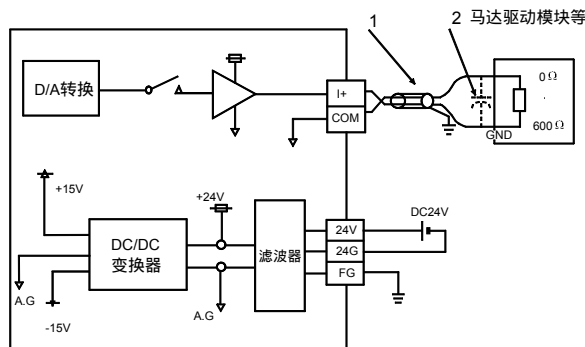 1
2 马达驱动模块等
D/A转换
I+
COM
0Ω
600Ω
GND
+15V
+24V
DC24V
DC/DC
变换器
滤波器
24V
24G
FG
A.G
-15V
A.G